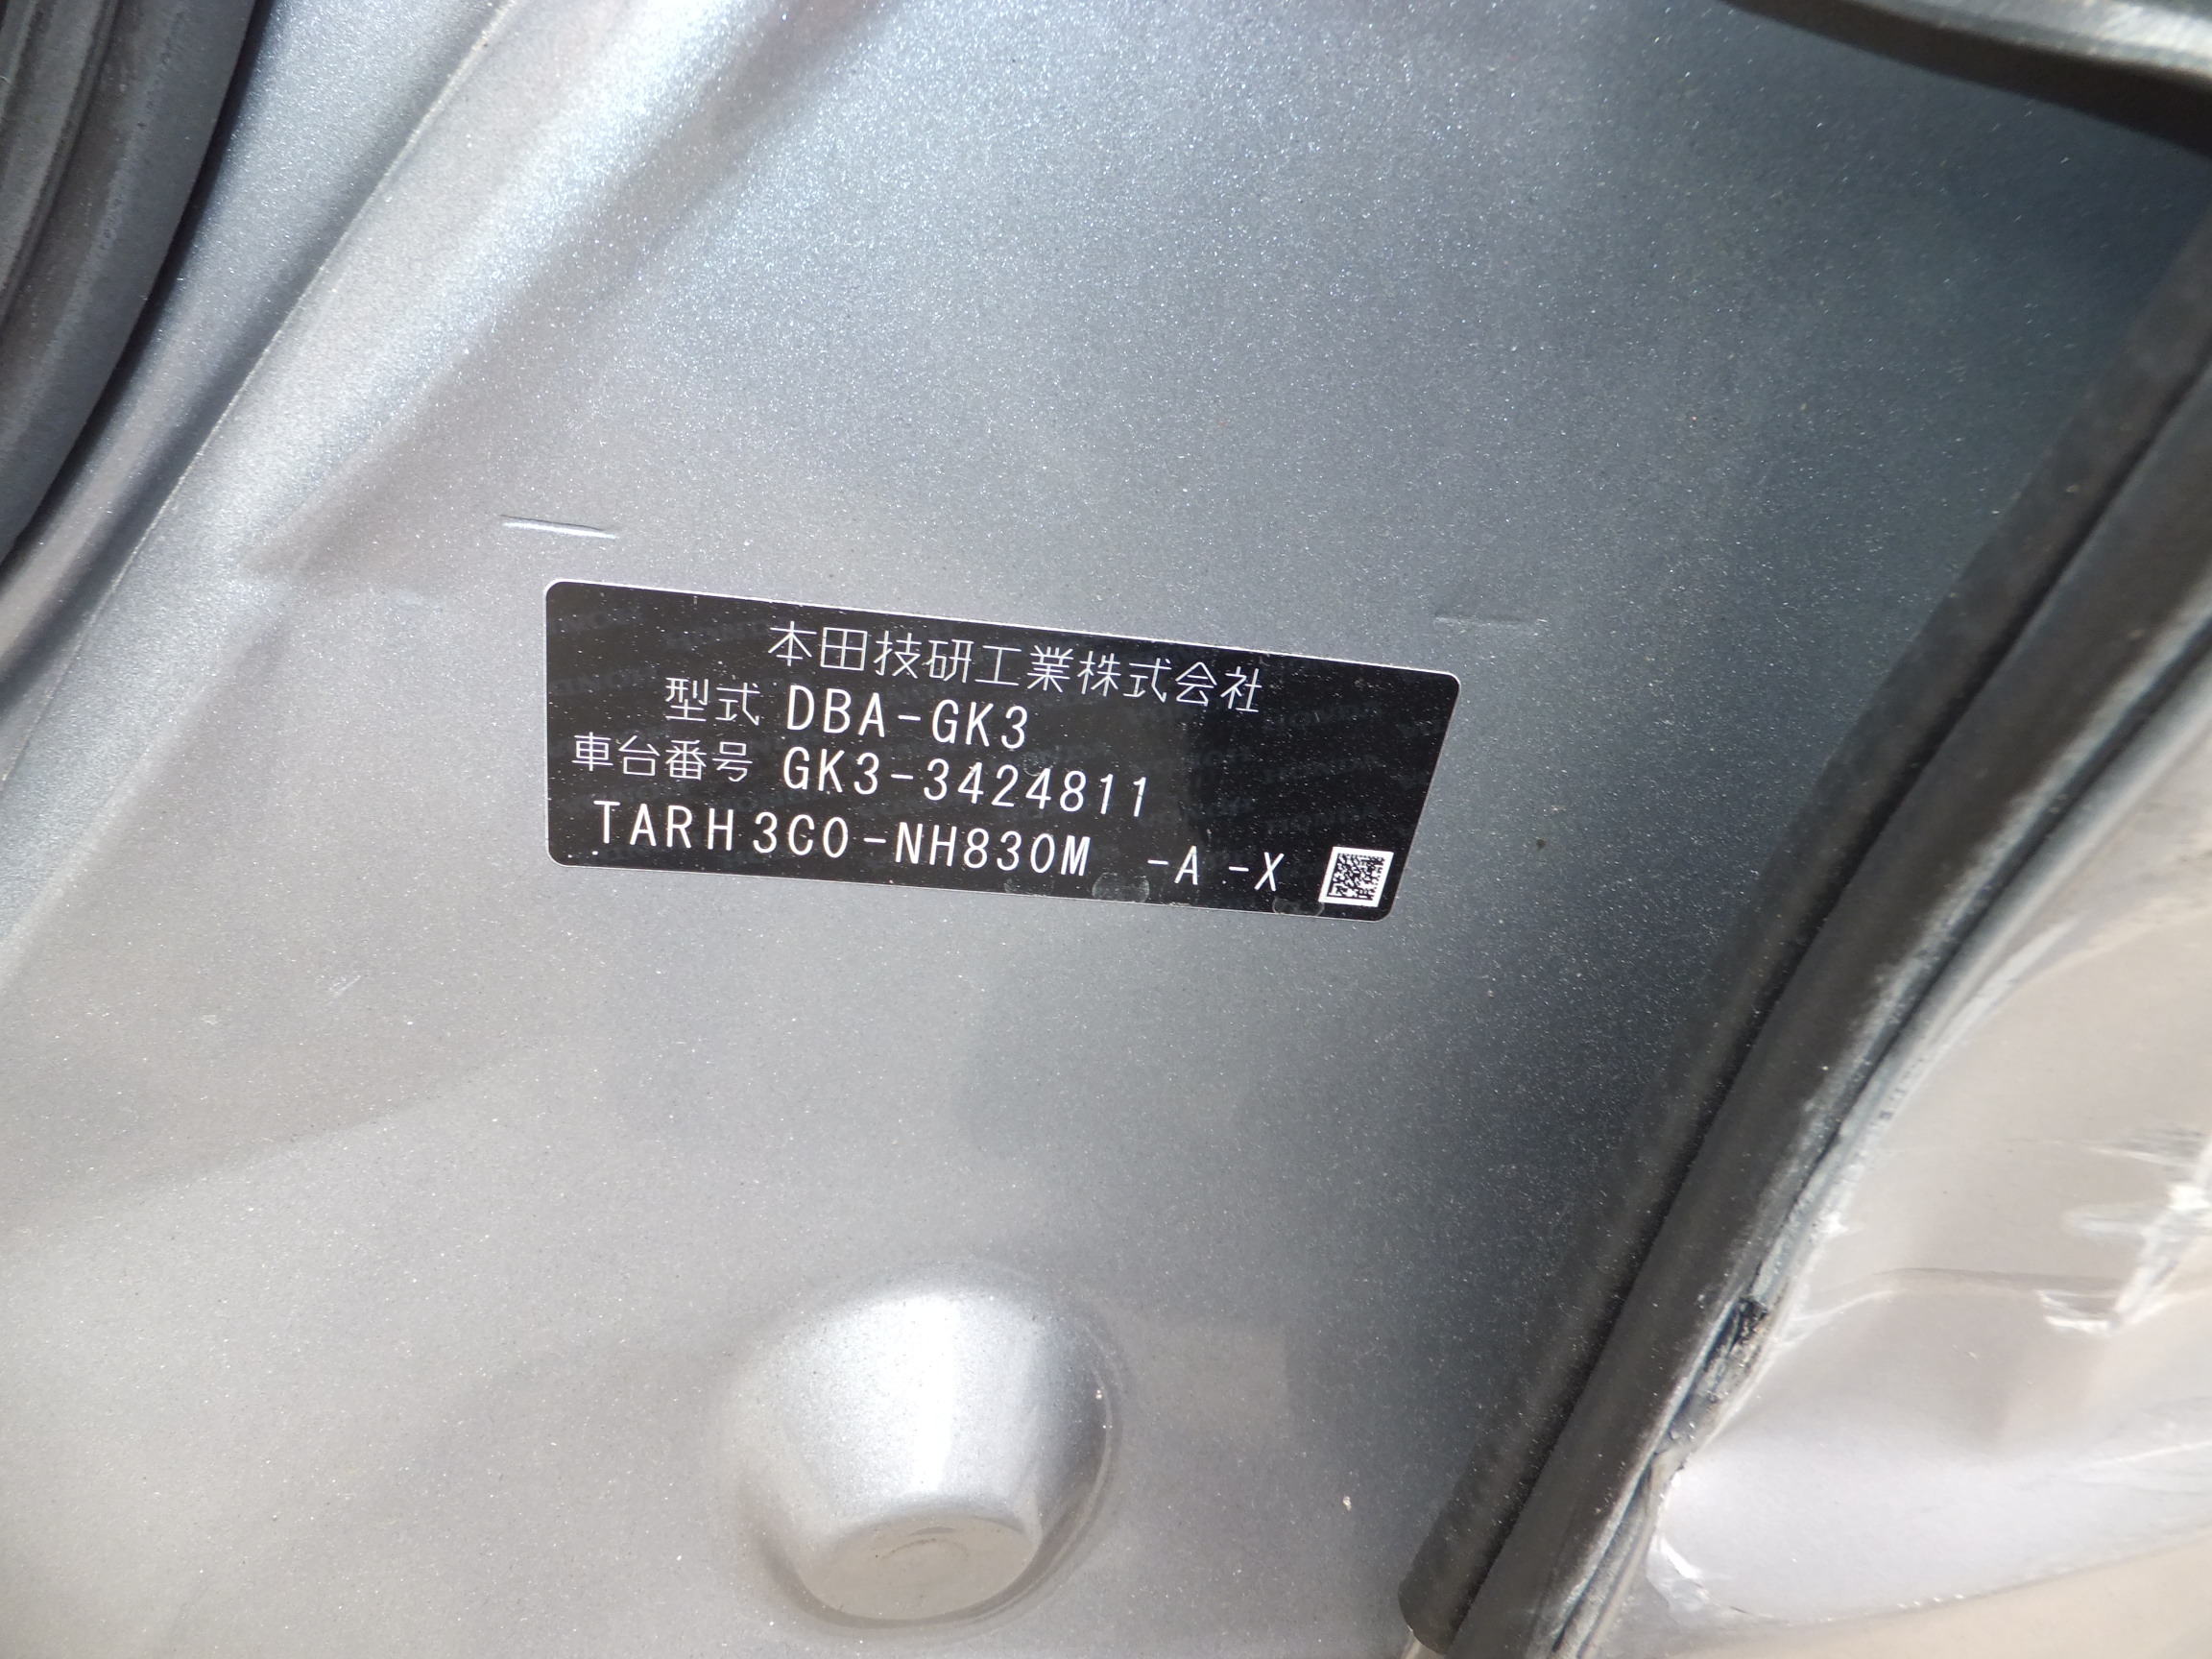 本田技研工業株式会社
型式 DBA-GK3
車台番号 GK3-3424811
TARH3C0-NH830M -A -X